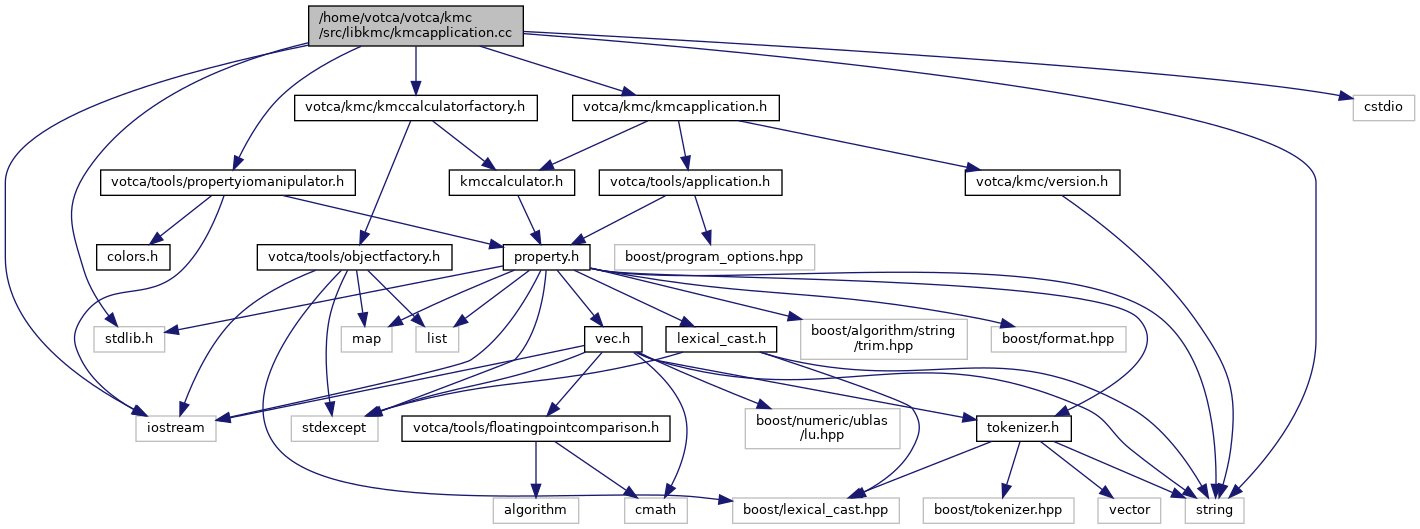 /home/votca/votca/kmc
/src/libkmc/kmcapplication.cc
votca/kmc/kmccalculatorfactory.h
votca/kmc/kmcapplication.h
cstdio
votca/tools/propertyiomanipulator.h
kmccalculator.h
votca/tools/application.h
votca/kmc/version.h
colors.h
votca/tools/objectfactory.h
property.h
boost/program_options.hpp
stdlib.h
map
list
vec.h
lexical_cast.h
boost/algorithm/string
/trim.hpp
boost/format.hpp
iostream
stdexcept
votca/tools/floatingpointcomparison.h
boost/numeric/ublas
/lu.hpp
tokenizer.h
algorithm
cmath
boost/lexical_cast.hpp
boost/tokenizer.hpp
vector
string